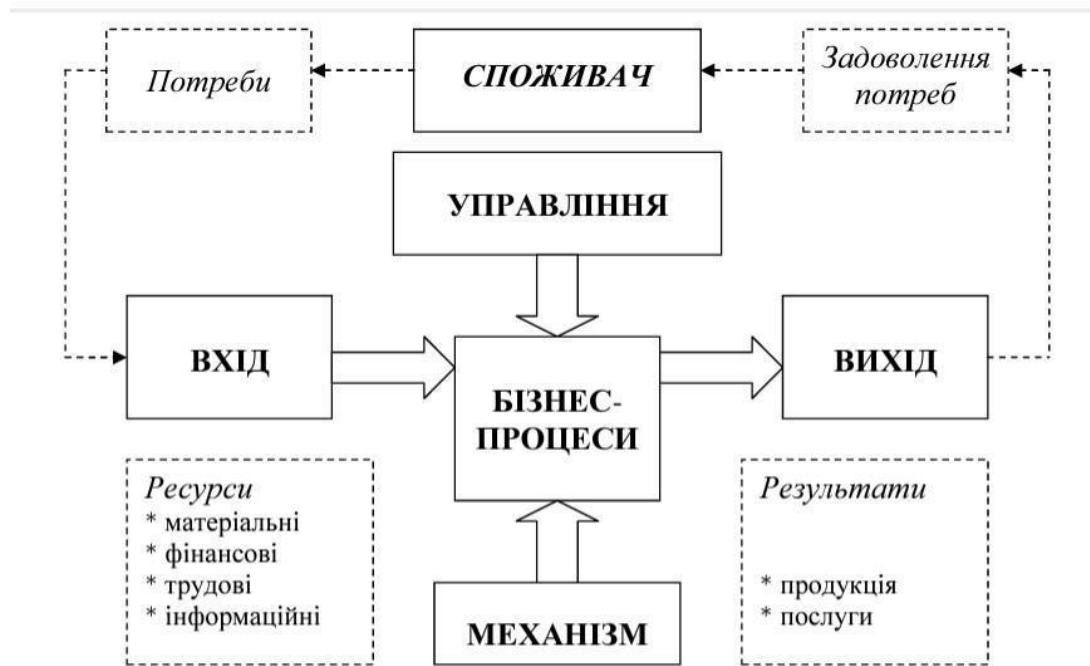 Потреби
СПОЖИВАЧ
Задоволення
потреб
УПРАВЛІННЯ
ВХІД
БІЗНЕС-
ПРОЦЕСИ
ВИХІД
Ресурси
* матеріальні
* фінансові
* трудові
* інформаційні
Результати
* продукція
* послуги
МЕХАНІЗМ